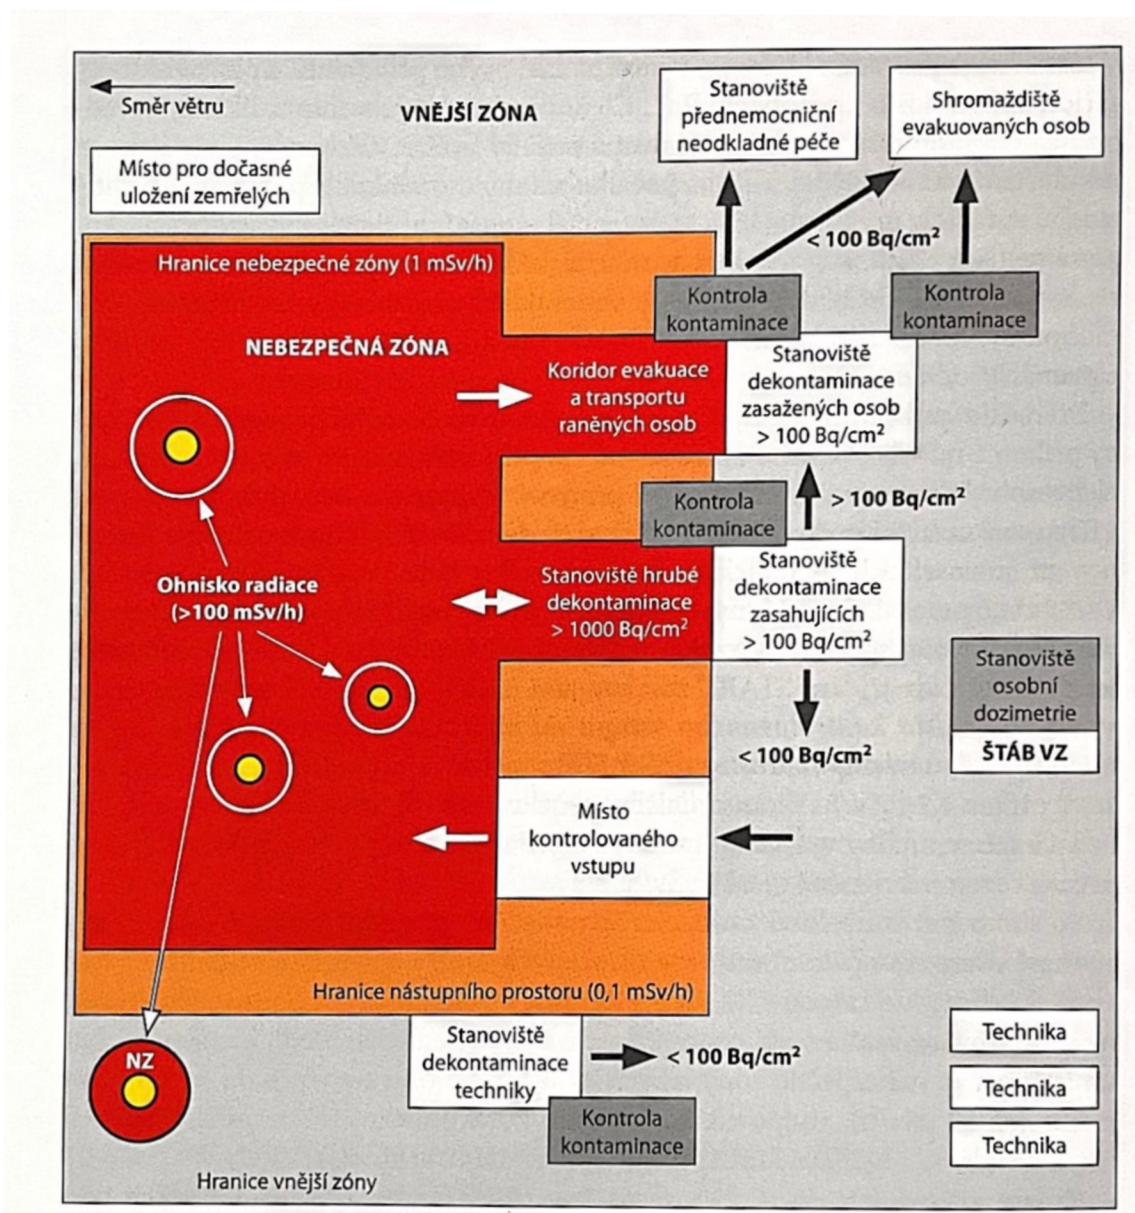 Směr větru
VNĚJŠÍ ZÓNA
Stanoviště
přednemocniční
neodkladné péče
Shromaždiště
evakuovaných osob
Místo pro dočasné
uložení zemřelých
< 100 Bq/cm²
Hranice nebezpečné zóny (1 mSv/h)
Kontrola
kontaminace
Kontrola
kontaminace
NEBEZPEČNÁ ZÓNA
Koridor evakuace
a transportu
raněných osob
Stanoviště
dekontaminace
zasažených osob
> 100 Bq/cm²
Kontrola
kontaminace
> 100 Bq/cm²
Ohnisko radiace
(>100 mSv/h)
Stanoviště hrubé
dekontaminace
> 1000 Bq/cm²
Stanoviště
dekontaminace
zasahujících
> 100 Bq/cm²
Stanoviště
osobní
dozimetrie
ŠTÁB VZ
< 100 Bq/cm²
Místo
kontrolovaného
vstupu
Hranice nástupního prostoru (0,1 mSv/h)
NZ
Stanoviště
dekontaminace
techniky
< 100 Bq/cm²
Kontrola
kontaminace
Technika
Technika
Technika
Hranice vnější zóny